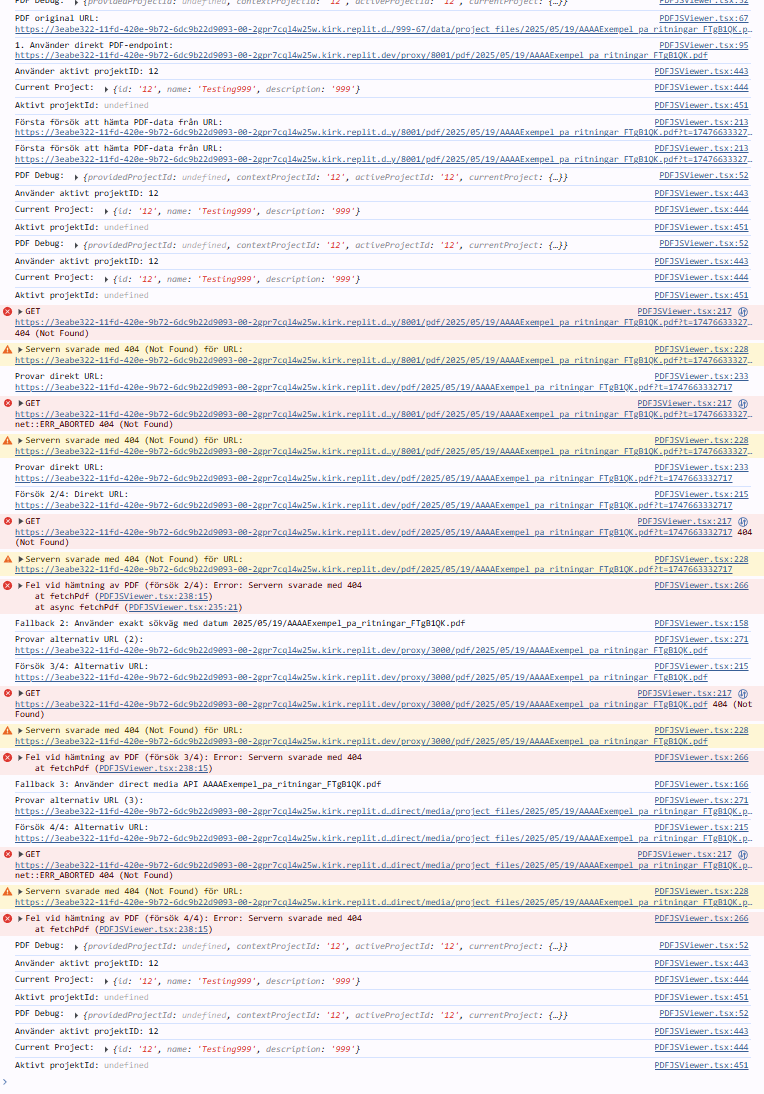 PDF Debug: ▸ {providedProjectId: undefined, contextProjectId: '12', activeProjectId: '12', currentProject: {…}} PDFJSViewer.tsx:52
PDF original URL: PDFJSViewer.tsx:67
https://3eabe322-11fd-420e-9b72-6dc9b22d9093-00-2gpr7cql4w25w.kirk.replit.d…/999-67/data/project_files/2025/05/19/AAAAExempel_pa_ritningar_FTgB1QK.p…
1. Använder direkt PDF-endpoint: PDFJSViewer.tsx:95
https://3eabe322-11fd-420e-9b72-6dc9b22d9093-00-2gpr7cql4w25w.kirk.replit.dev/proxy/8001/pdf/2025/05/19/AAAAExempel_pa_ritningar_FTgB1QK.pdf
Använder aktivt projektID: 12 PDFJSViewer.tsx:443
Current Project: ▸ {id: '12', name: 'Testing999', description: '999'} PDFJSViewer.tsx:444
Aktivt projektId: undefined PDFJSViewer.tsx:451
Första försök att hämta PDF-data från URL: PDFJSViewer.tsx:213
https://3eabe322-11fd-420e-9b72-6dc9b22d9093-00-2gpr7cql4w25w.kirk.replit.d…y/8001/pdf/2025/05/19/AAAAExempel_pa_ritningar_FTgB1QK.pdf?t=17476633327…
Första försök att hämta PDF-data från URL: PDFJSViewer.tsx:213
https://3eabe322-11fd-420e-9b72-6dc9b22d9093-00-2gpr7cql4w25w.kirk.replit.d…y/8001/pdf/2025/05/19/AAAAExempel_pa_ritningar_FTgB1QK.pdf?t=17476633327…
PDF Debug: ▸ {providedProjectId: undefined, contextProjectId: '12', activeProjectId: '12', currentProject: {…}} PDFJSViewer.tsx:52
Använder aktivt projektID: 12 PDFJSViewer.tsx:443
Current Project: ▸ {id: '12', name: 'Testing999', description: '999'} PDFJSViewer.tsx:444
Aktivt projektId: undefined PDFJSViewer.tsx:451
PDF Debug: ▸ {providedProjectId: undefined, contextProjectId: '12', activeProjectId: '12', currentProject: {…}} PDFJSViewer.tsx:52
Använder aktivt projektID: 12 PDFJSViewer.tsx:443
Current Project: ▸ {id: '12', name: 'Testing999', description: '999'} PDFJSViewer.tsx:444
Aktivt projektId: undefined PDFJSViewer.tsx:451
▸GET PDFJSViewer.tsx:217
https://3eabe322-11fd-420e-9b72-6dc9b22d9093-00-2gpr7cql4w25w.kirk.replit.d…y/8001/pdf/2025/05/19/AAAAExempel_pa_ritningar_FTgB1QK.pdf?t=17476633327…
404 (Not Found)
▸Servern svarade med 404 (Not Found) för URL: PDFJSViewer.tsx:228
https://3eabe322-11fd-420e-9b72-6dc9b22d9093-00-2gpr7cql4w25w.kirk.replit.d…y/8001/pdf/2025/05/19/AAAAExempel_pa_ritningar_FTgB1QK.pdf?t=17476633327…
Provar direkt URL: PDFJSViewer.tsx:233
https://3eabe322-11fd-420e-9b72-6dc9b22d9093-00-2gpr7cql4w25w.kirk.replit.dev/pdf/2025/05/19/AAAAExempel_pa_ritningar_FTgB1QK.pdf?t=1747663332717
▸GET PDFJSViewer.tsx:217
https://3eabe322-11fd-420e-9b72-6dc9b22d9093-00-2gpr7cql4w25w.kirk.replit.d…y/8001/pdf/2025/05/19/AAAAExempel_pa_ritningar_FTgB1QK.pdf?t=17476633327…
net::ERR_ABORTED 404 (Not Found)
▸Servern svarade med 404 (Not Found) för URL: PDFJSViewer.tsx:228
https://3eabe322-11fd-420e-9b72-6dc9b22d9093-00-2gpr7cql4w25w.kirk.replit.d…y/8001/pdf/2025/05/19/AAAAExempel_pa_ritningar_FTgB1QK.pdf?t=17476633327…
Provar direkt URL: PDFJSViewer.tsx:233
https://3eabe322-11fd-420e-9b72-6dc9b22d9093-00-2gpr7cql4w25w.kirk.replit.dev/pdf/2025/05/19/AAAAExempel_pa_ritningar_FTgB1QK.pdf?t=1747663332717
Försök 2/4: Direkt URL: PDFJSViewer.tsx:215
https://3eabe322-11fd-420e-9b72-6dc9b22d9093-00-2gpr7cql4w25w.kirk.replit.dev/pdf/2025/05/19/AAAAExempel_pa_ritningar_FTgB1QK.pdf?t=1747663332717
▸GET PDFJSViewer.tsx:217
https://3eabe322-11fd-420e-9b72-6dc9b22d9093-00-2gpr7cql4w25w.kirk.replit.dev/pdf/2025/05/19/AAAAExempel_pa_ritningar_FTgB1QK.pdf?t=1747663332717 404
(Not Found)
▸Servern svarade med 404 (Not Found) för URL: PDFJSViewer.tsx:228
https://3eabe322-11fd-420e-9b72-6dc9b22d9093-00-2gpr7cql4w25w.kirk.replit.dev/pdf/2025/05/19/AAAAExempel_pa_ritningar_FTgB1QK.pdf?t=1747663332717
▸Fel vid hämtning av PDF (försök 2/4): Error: Servern svarade med 404 PDFJSViewer.tsx:266
at fetchPdf (PDFJSViewer.tsx:238:15)
at async fetchPdf (PDFJSViewer.tsx:235:21)
Fallback 2: Använder exakt sökväg med datum 2025/05/19/AAAAExempel_pa_ritningar_FTgB1QK.pdf PDFJSViewer.tsx:158
Provar alternativ URL (2): PDFJSViewer.tsx:271
https://3eabe322-11fd-420e-9b72-6dc9b22d9093-00-2gpr7cql4w25w.kirk.replit.dev/proxy/3000/pdf/2025/05/19/AAAAExempel_pa_ritningar_FTgB1QK.pdf
Försök 3/4: Alternativ URL: PDFJSViewer.tsx:215
https://3eabe322-11fd-420e-9b72-6dc9b22d9093-00-2gpr7cql4w25w.kirk.replit.dev/proxy/3000/pdf/2025/05/19/AAAAExempel_pa_ritningar_FTgB1QK.pdf
▸GET PDFJSViewer.tsx:217
https://3eabe322-11fd-420e-9b72-6dc9b22d9093-00-2gpr7cql4w25w.kirk.replit.dev/proxy/3000/pdf/2025/05/19/AAAAExempel_pa_ritningar_FTgB1QK.pdf 404 (Not
Found)
▸Servern svarade med 404 (Not Found) för URL: PDFJSViewer.tsx:228
https://3eabe322-11fd-420e-9b72-6dc9b22d9093-00-2gpr7cql4w25w.kirk.replit.dev/proxy/3000/pdf/2025/05/19/AAAAExempel_pa_ritningar_FTgB1QK.pdf
▸Fel vid hämtning av PDF (försök 3/4): Error: Servern svarade med 404 PDFJSViewer.tsx:266
at fetchPdf (PDFJSViewer.tsx:238:15)
Fallback 3: Använder direct media API AAAAExempel_pa_ritningar_FTgB1QK.pdf PDFJSViewer.tsx:166
Provar alternativ URL (3): PDFJSViewer.tsx:271
https://3eabe322-11fd-420e-9b72-6dc9b22d9093-00-2gpr7cql4w25w.kirk.replit.d…direct/media/project_files/2025/05/19/AAAAExempel_pa_ritningar_FTgB1QK.p…
Försök 4/4: Alternativ URL: PDFJSViewer.tsx:215
https://3eabe322-11fd-420e-9b72-6dc9b22d9093-00-2gpr7cql4w25w.kirk.replit.d…direct/media/project_files/2025/05/19/AAAAExempel_pa_ritningar_FTgB1QK.p…
▸GET PDFJSViewer.tsx:217
https://3eabe322-11fd-420e-9b72-6dc9b22d9093-00-2gpr7cql4w25w.kirk.replit.d…direct/media/project_files/2025/05/19/AAAAExempel_pa_ritningar_FTgB1QK.p…
net::ERR_ABORTED 404 (Not Found)
▸Servern svarade med 404 (Not Found) för URL: PDFJSViewer.tsx:228
https://3eabe322-11fd-420e-9b72-6dc9b22d9093-00-2gpr7cql4w25w.kirk.replit.d…direct/media/project_files/2025/05/19/AAAAExempel_pa_ritningar_FTgB1QK.p…
▸Fel vid hämtning av PDF (försök 4/4): Error: Servern svarade med 404 PDFJSViewer.tsx:266
at fetchPdf (PDFJSViewer.tsx:238:15)
PDF Debug: ▸ {providedProjectId: undefined, contextProjectId: '12', activeProjectId: '12', currentProject: {…}} PDFJSViewer.tsx:52
Använder aktivt projektID: 12 PDFJSViewer.tsx:443
Current Project: ▸ {id: '12', name: 'Testing999', description: '999'} PDFJSViewer.tsx:444
Aktivt projektId: undefined PDFJSViewer.tsx:451
PDF Debug: ▸ {providedProjectId: undefined, contextProjectId: '12', activeProjectId: '12', currentProject: {…}} PDFJSViewer.tsx:52
Använder aktivt projektID: 12 PDFJSViewer.tsx:443
Current Project: ▸ {id: '12', name: 'Testing999', description: '999'} PDFJSViewer.tsx:444
Aktivt projektId: undefined PDFJSViewer.tsx:451